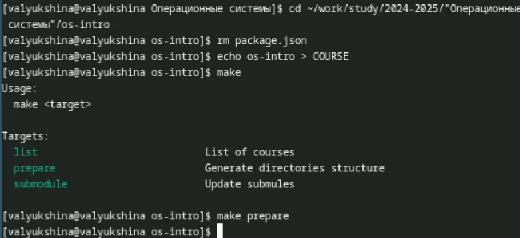 [valyukshina@valyukshina Операционные системы]$ cd ~/work/study/2024-2025/"Операционные
системы"/os-intro
[valyukshina@valyukshina os-intro]$ rm package.json
[valyukshina@valyukshina os-intro]$ echo os-intro > COURSE
[valyukshina@valyukshina os-intro]$ make
Usage:
make <target>
Targets:
list List of courses
prepare Generate directories structure
submodule Update submules
[valyukshina@valyukshina os-intro]$ make prepare
[valyukshina@valyukshina os-intro]$